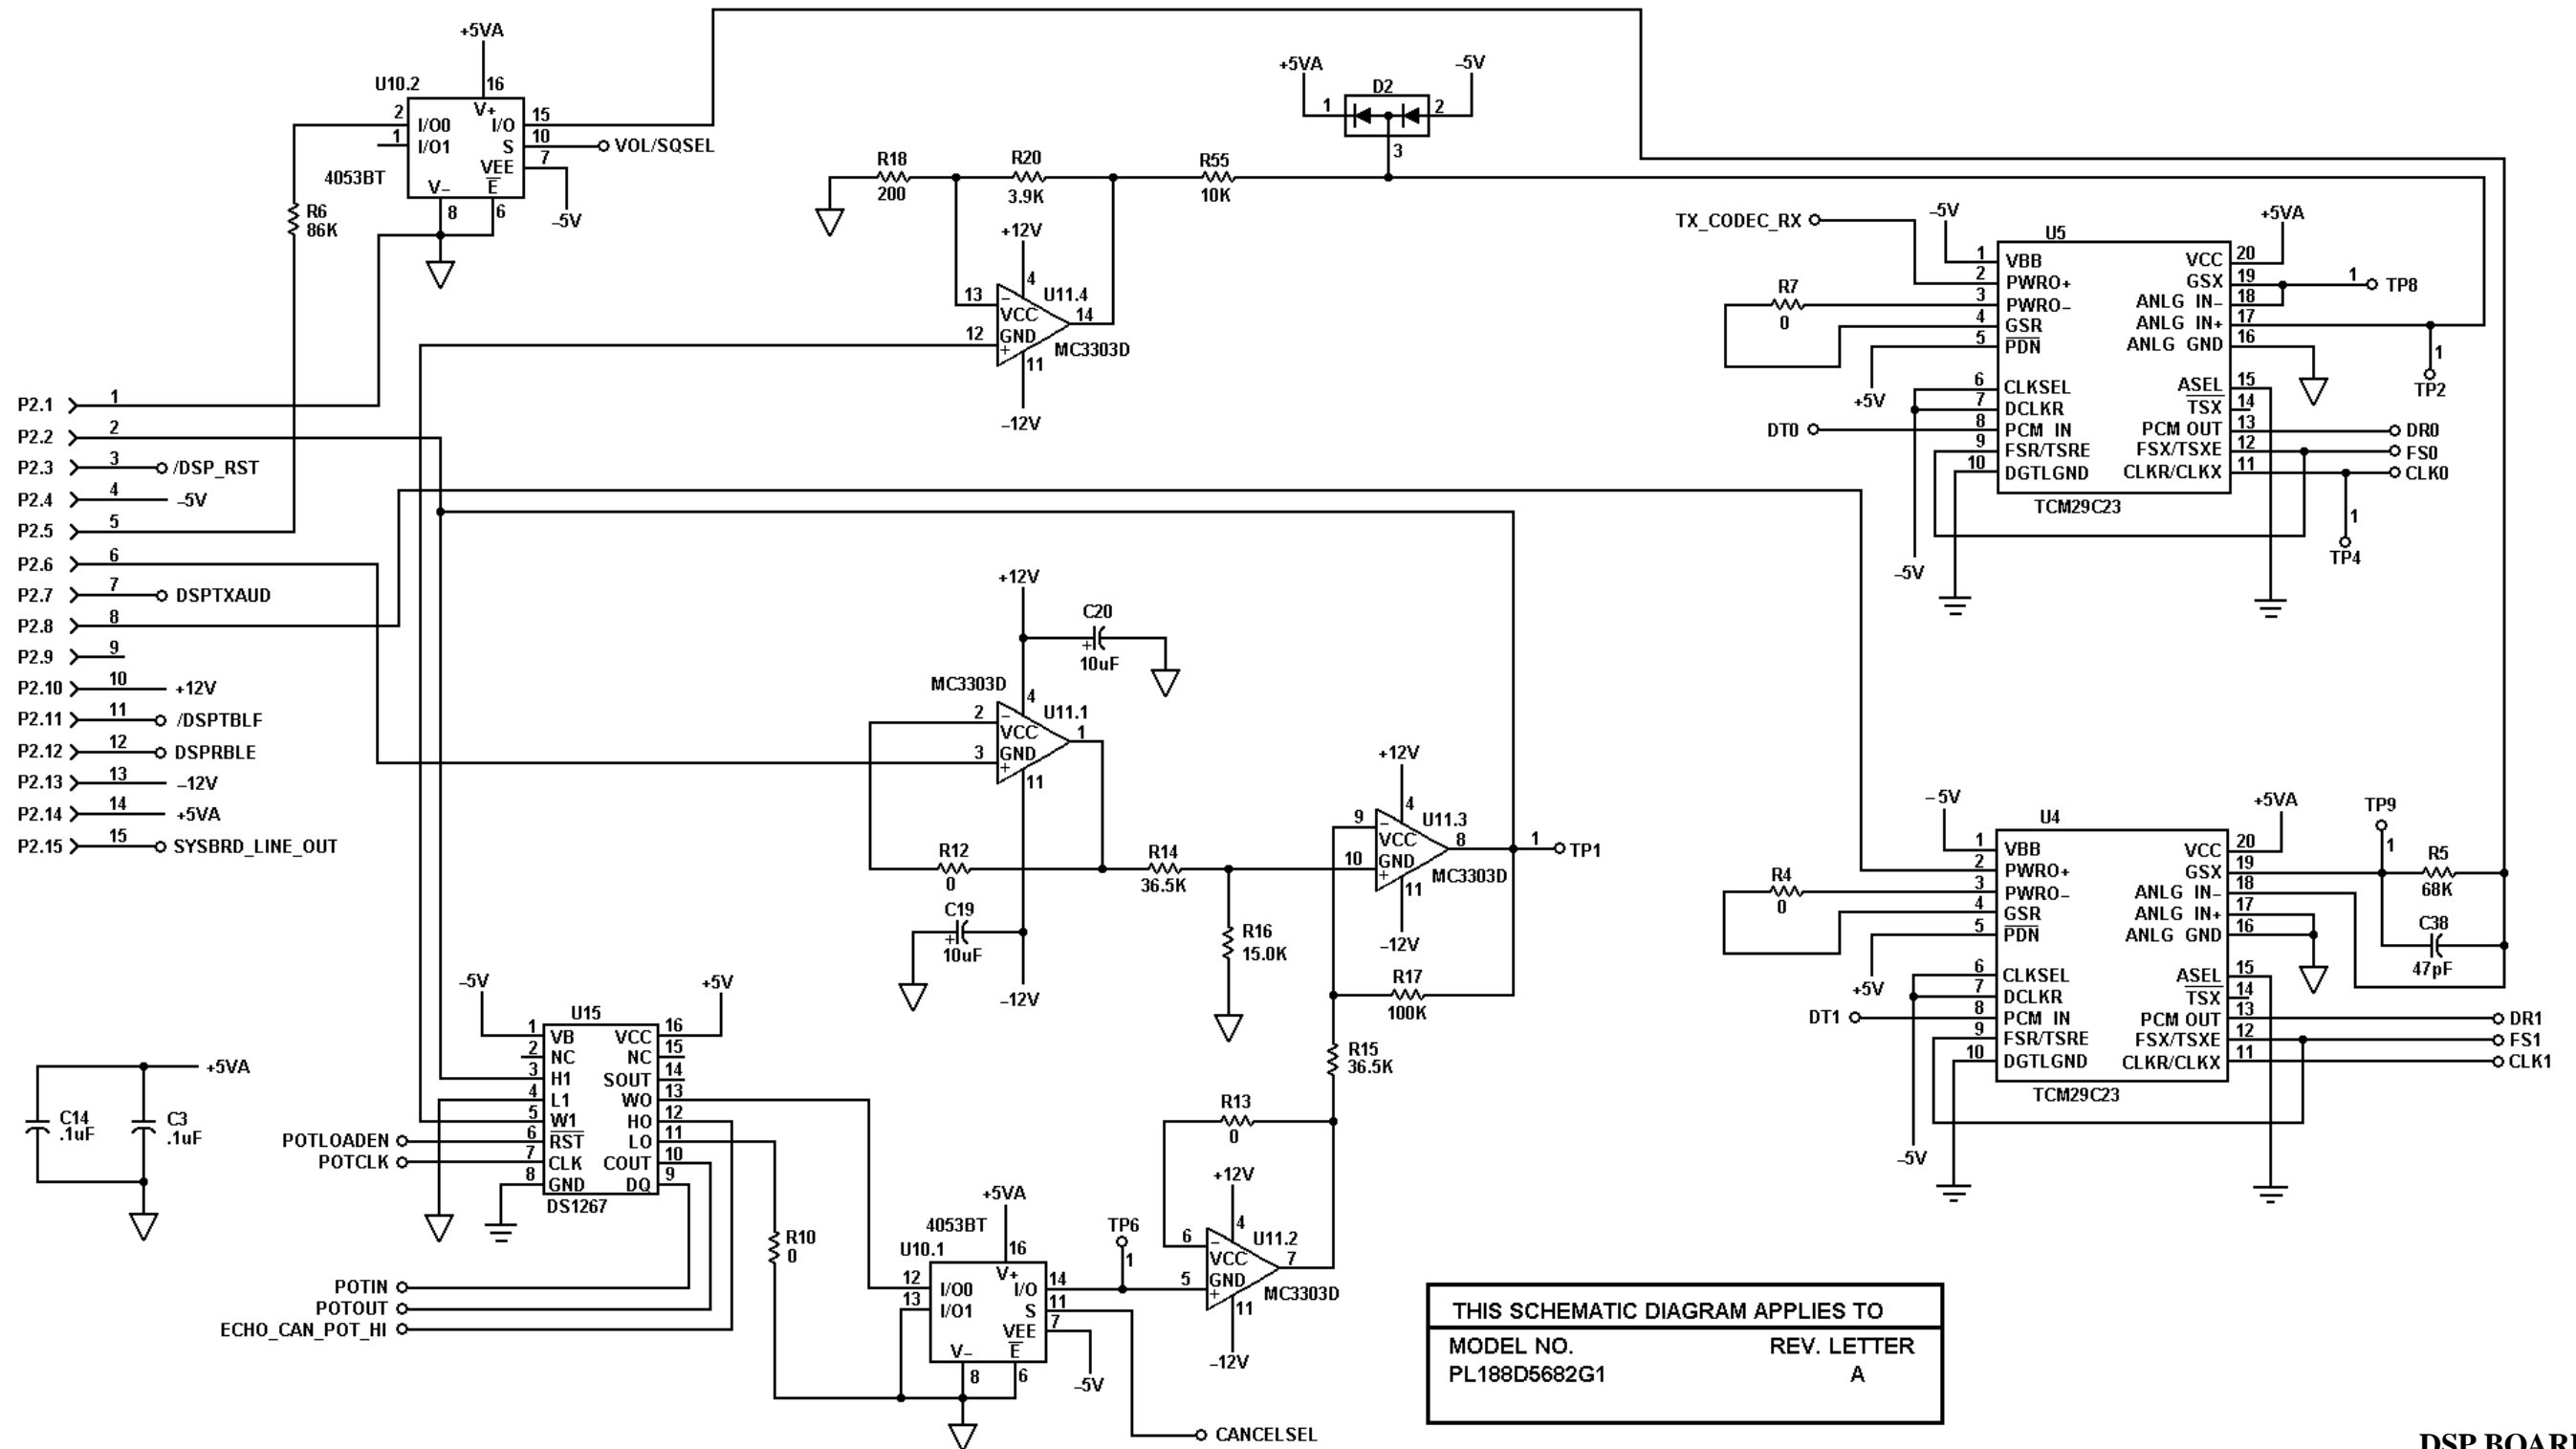 +5VA
U10.2
16
V+
2 I/O0 I/O 15
1 I/O1 S 10 VOL/SQSEL
VEE 7
4053BT
V– E
8 6
–5V
R6
86K
+5VA –5V
D2
1 2
3
R18 R20 R55
200 3.9K 10K
+12V
4
13 – U11.4
VCC 14
12 GND
+ MC3303D
11
–12V
TX_CODEC_RX
–5V +5VA
U5
1 VBB VCC 20
2 PWRO+ GSX 19 1 TP8
3 PWRO– ANLG IN– 18
4 GSR ANLG IN+ 17
5 PDN ANLG GND 16
R7
0
1
TP2
+5V
6 CLKSEL ASEL 15
7 DCLKR TSX 14
DT0 8 PCM IN PCM OUT 13 DR0
9 FSR/TSRE FSX/TSXE 12 FS0
10 DGTLGND CLKR/CLKX 11 CLK0
TCM29C23
1
TP4
–5V
P2.1 1
P2.2 2
P2.3 3 /DSP_RST
P2.4 4 –5V
P2.5 5
P2.6 6
P2.7 7 DSPTXAUD
P2.8 8
P2.9 9
P2.10 10 +12V
P2.11 11 /DSPTBLF
P2.12 12 DSPRBLE
P2.13 13 –12V
P2.14 14 +5VA
P2.15 15 SYSBRD_LINE_OUT
+12V
C20
+
10uF
MC3303D
4
2 – U11.1
VCC 1
3 GND
+
11
R12
0
R14
36.5K
C19
+
10uF
–12V
R16
15.0K
+12V
4
9 – U11.3
VCC 8 1 TP1
10 GND
+ MC3303D
11
–12V
R17
100K
R15
36.5K
–5V +5VA
U4
TP9
1
1 VBB VCC 20
2 PWRO+ GSX 19
3 PWRO– ANLG IN– 18
4 GSR ANLG IN+ 17
5 PDN ANLG GND 16
R5
68K
C38
47pF
R4
0
+5V
6 CLKSEL ASEL 15
7 DCLKR TSX 14
DT1 8 PCM IN PCM OUT 13 DR1
9 FSR/TSRE FSX/TSXE 12 FS1
10 DGTLGND CLKR/CLKX 11 CLK1
TCM29C23
–5V
–5V +5V
U15
1 VB VCC 16
2 NC NC 15
3 H1 SOUT 14
4 L1 WO 13
5 W1 HO 12
POTLOADEN 6 RST LO 11
POTCLK 7 CLK COUT 10
8 GND DQ 9
DS1267
+5VA
C14
.1uF
C3
.1uF
POTIN
POTOUT
ECHO_CAN_POT_HI
R10
0
+5VA
4053BT
U10.1
16
V+
12 I/O0 I/O 14
13 I/O1 S 11
VEE 7
V– E
8 6
–5V
CANCELSEL
TP6
1
R13
0
+12V
4
6 – U11.2
VCC 7
5 GND
+ MC3303D
11
–12V
THIS SCHEMATIC DIAGRAM APPLIES TO
MODEL NO. REV. LETTER
PL188D5682G1 A